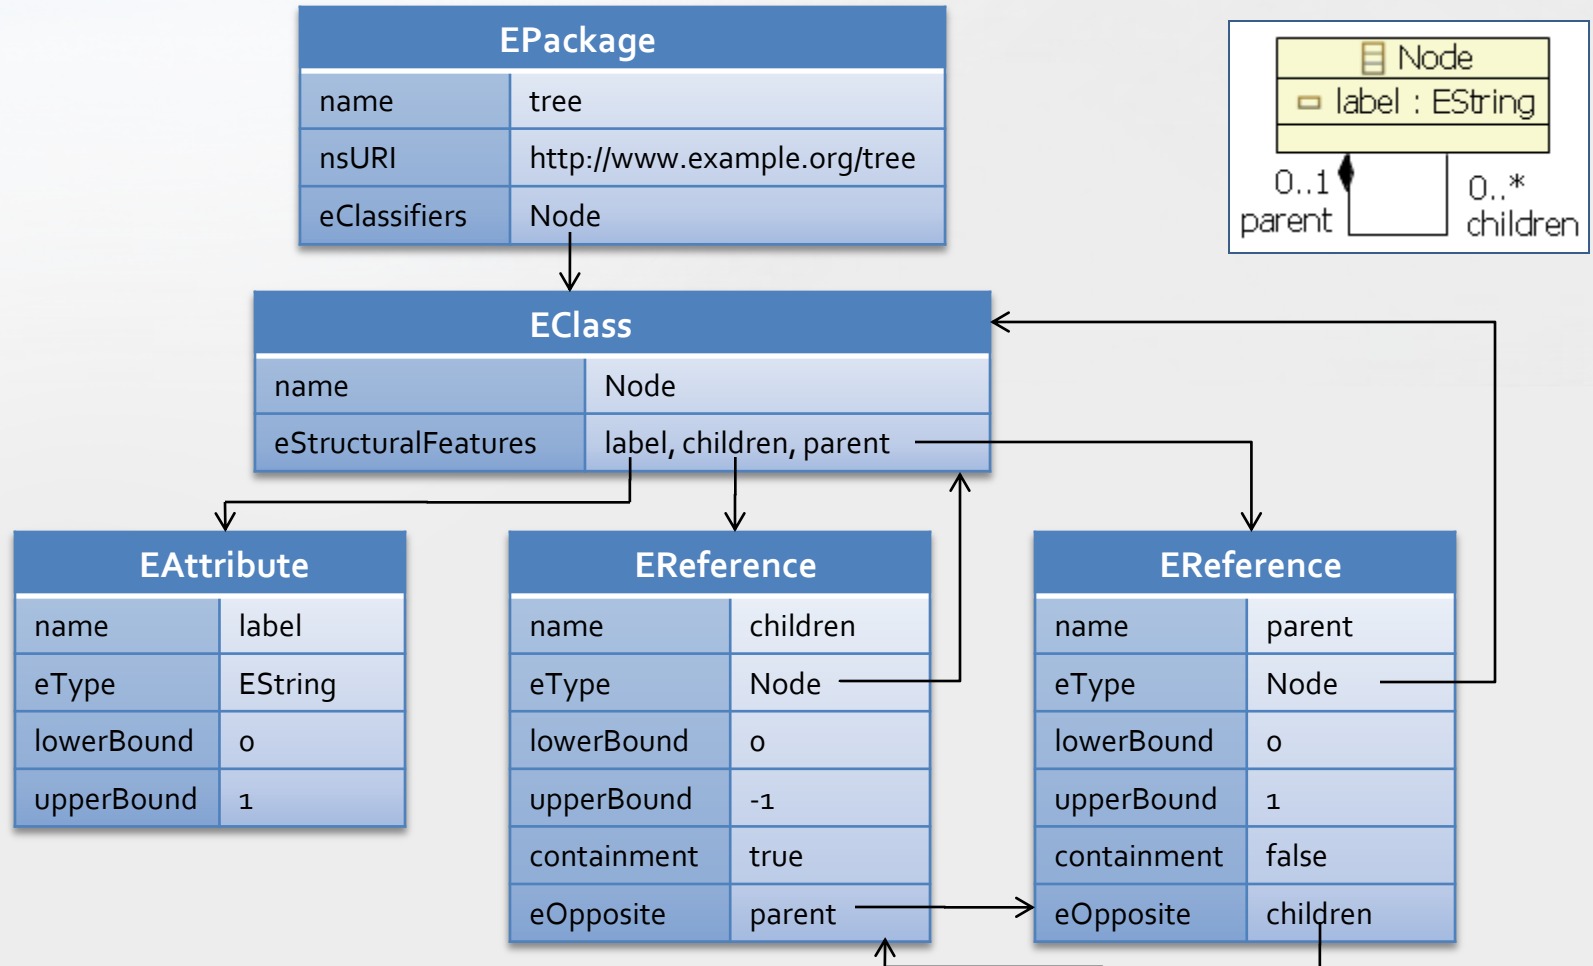 EPackage
name tree
nsURI http://www.example.org/tree
eClassifiers Node
Node
label : EString
0..1 0..*
parent children
EClass
name Node
eStructuralFeatures label, children, parent
EAttribute
name label
eType EString
lowerBound 0
upperBound 1
EReference
name children
eType Node
lowerBound 0
upperBound -1
containment true
eOpposite parent
EReference
name parent
eType Node
lowerBound 0
upperBound 1
containment false
eOpposite children